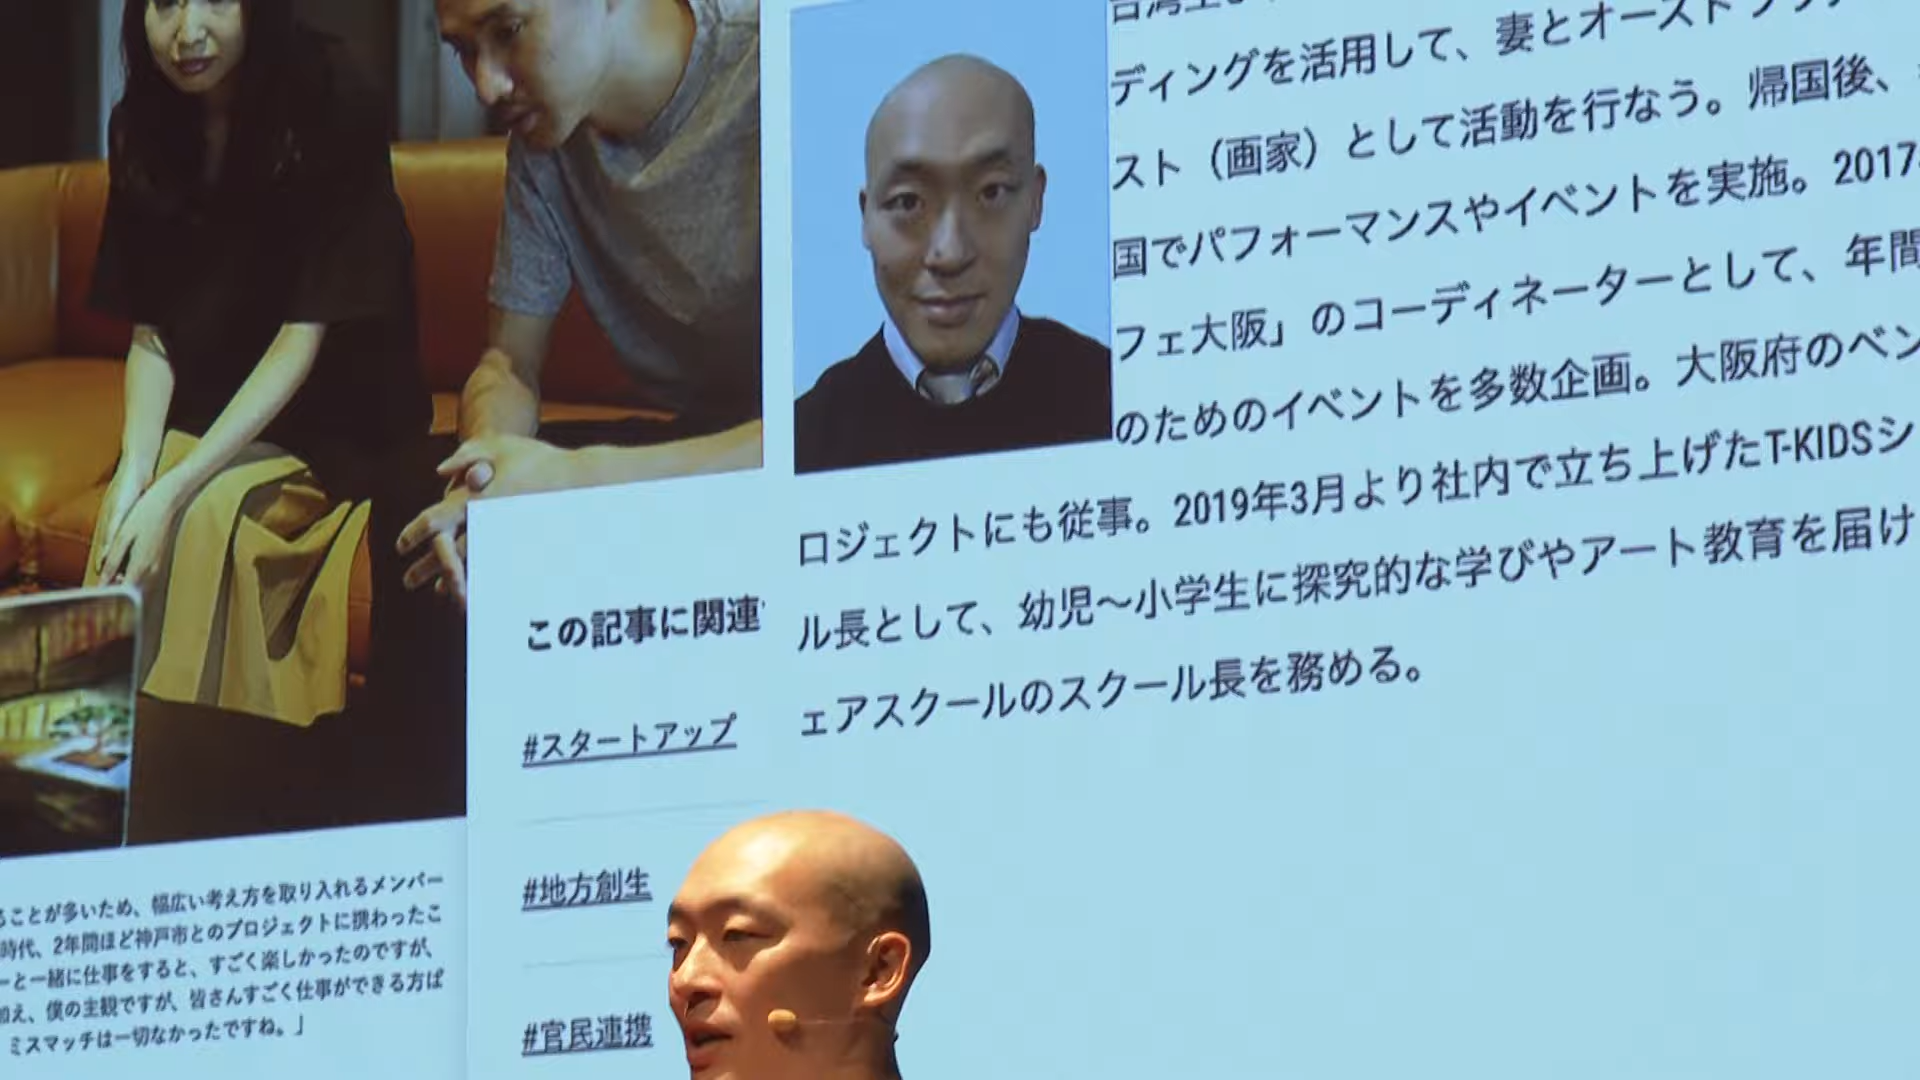 ディングを活用して、妻とオーストラリア
スト（画家）として活動を行なう。帰国後、
国でパフォーマンスやイベントを実施。2017
フェ大阪」のコーディネーターとして、年間
のためのイベントを多数企画。大阪府のベン
ロジェクトにも従事。2019年3月より社内で立ち上げたT-KIDSシ
ル長として、幼児〜小学生に探究的な学びやアート教育を届け
ェアスクールのスクール長を務める。
この記事に関連
#スタートアップ
#地方創生
#官民連携
ることが多いため、幅広い考え方を取り入れるメンバー
時代、2年間ほど神戸市とのプロジェクトに携わったこ
ーと一緒に仕事をすると、すごく楽しかったのですが、
加え、僕の主観ですが、皆さんすごく仕事ができる方ば
ミスマッチは一切なかったですね。」